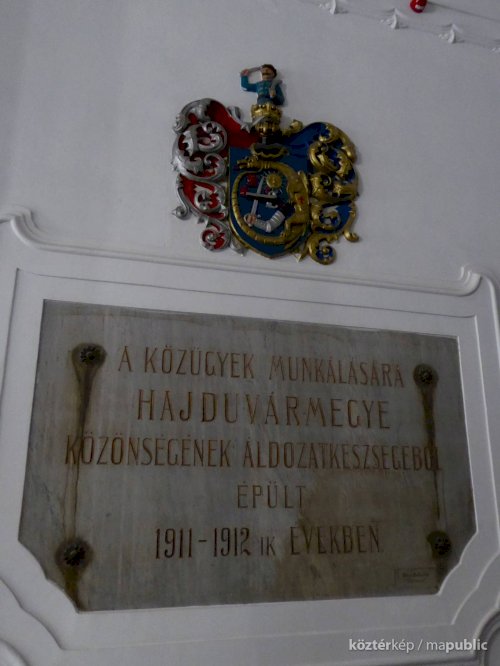 A KÖZÜGYEK MUNKÁLÁSÁRA
HAJDUVÁRMEGYE
KÖZÖNSÉGÉNEK ÁLDOZATKÉSZSÉGÉBŐL
ÉPÜLT
1911-1912 IK ÉVEKBEN
köztérkép / mapublic